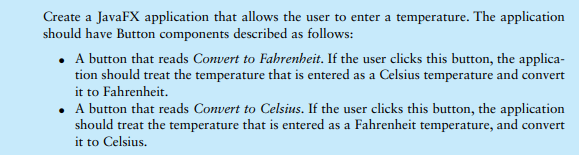 Create a JavaFX application that allows the user to enter a temperature. The application
should have Button components described as follows:
• A button that reads Convert to Fahrenheit. If the user clicks this button, the applica-
tion should treat the temperature that is entered as a Celsius temperature and convert
it to Fahrenheit.
• A button that reads Convert to Celsius. If the user clicks this button, the application
should treat the temperature that is entered as a Fahrenheit temperature, and convert
it to Celsius.